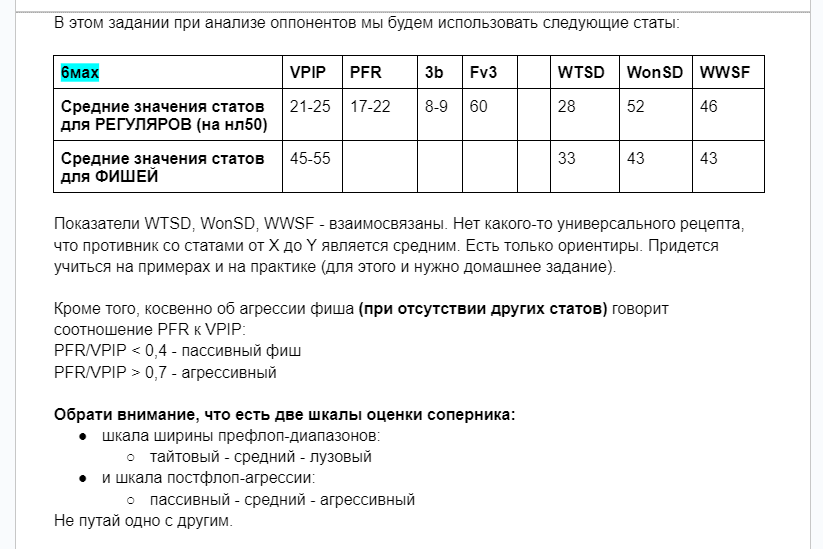 В этом задании при анализе оппонентов мы будем использовать следующие статы:
6мах VPIP PFR 3b Fv3 WTSD WonSD WWSF
Средние значения статов для РЕГУЛЯРОВ (на нл50) 21-25 17-22 8-9 60 28 52 46
Средние значения статов для ФИШЕЙ 45-55 33 43 43
Показатели WTSD, WonSD, WWSF - взаимосвязаны. Нет какого-то универсального рецепта,
что противник со статами от X до Y является средним. Есть только ориентиры. Придется
учиться на примерах и на практике (для этого и нужно домашнее задание).
Кроме того, косвенно об агрессии фиша (при отсутствии других статов) говорит
соотношение PFR к VPIP:
PFR/VPIP < 0,4 - пассивный фиш
PFR/VPIP > 0,7 - агрессивный
Обрати внимание, что есть две шкалы оценки соперника:
● шкала ширины префлоп-диапазонов:
○ тайтовый - средний - лузовый
● и шкала постфлоп-агрессии:
○ пассивный - средний - агрессивный
Не путай одно с другим.